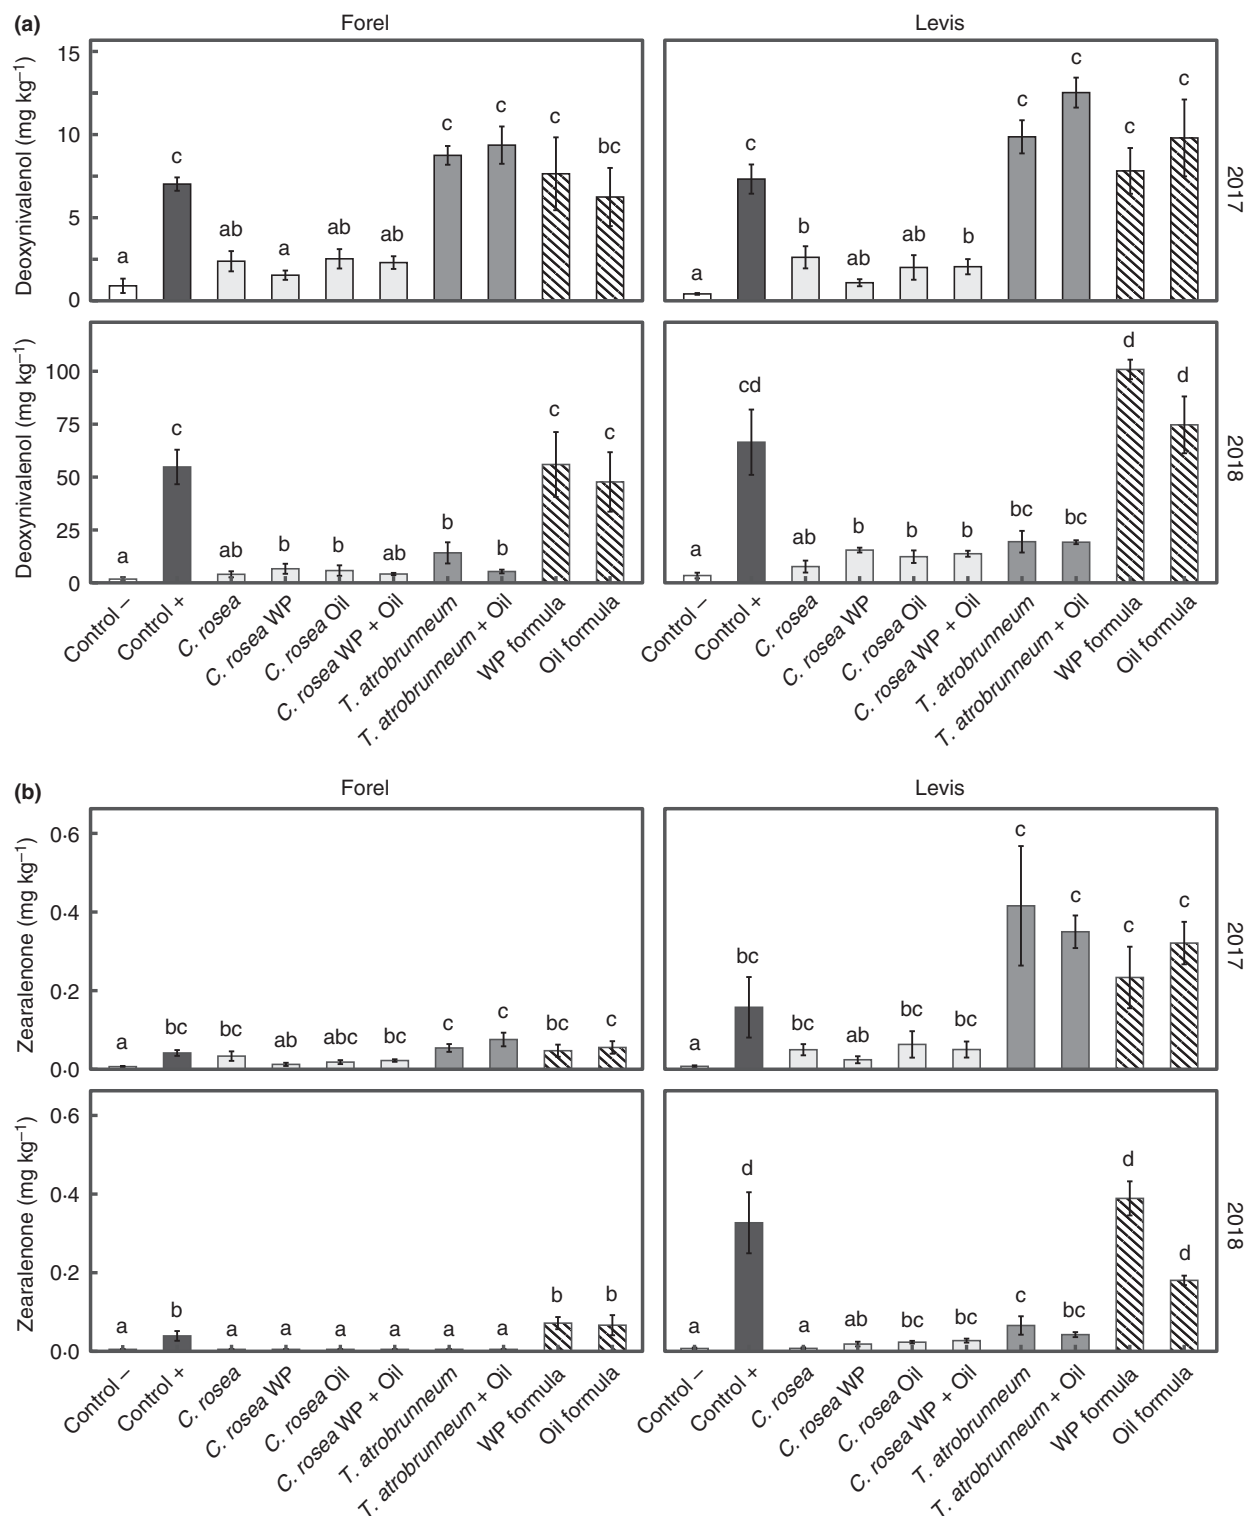 (a)
Forel
Levis
Deoxynivalenol (mg kg–1)
15
10
5
0
a
c
ab
a
ab
ab
c
c
c
bc
a
c
b
ab
ab
b
c
c
c
c
2017
Deoxynivalenol (mg kg–1)
100
75
50
25
0
a
c
ab
b
b
ab
b
b
c
c
a
cd
ab
b
b
b
bc
bc
d
d
2018
Control –
Control +
C. rosea
C. rosea WP
C. rosea Oil
C. rosea WP + Oil
T. atrobrunneum
T. atrobrunneum + Oil
WP formula
Oil formula
Control –
Control +
C. rosea
C. rosea WP
C. rosea Oil
C. rosea WP + Oil
T. atrobrunneum
T. atrobrunneum + Oil
WP formula
Oil formula
(b)
Forel
Levis
Zearalenone (mg kg–1)
0·6
0·4
0·2
0·0
a
bc
bc
ab
abc
bc
c
c
bc
c
a
bc
bc
ab
bc
bc
c
c
c
c
2017
Zearalenone (mg kg–1)
0·6
0·4
0·2
0·0
a
b
a
a
a
a
a
a
b
b
a
d
a
ab
bc
bc
c
bc
d
d
2018
Control –
Control +
C. rosea
C. rosea WP
C. rosea Oil
C. rosea WP + Oil
T. atrobrunneum
T. atrobrunneum + Oil
WP formula
Oil formula
Control –
Control +
C. rosea
C. rosea WP
C. rosea Oil
C. rosea WP + Oil
T. atrobrunneum
T. atrobrunneum + Oil
WP formula
Oil formula